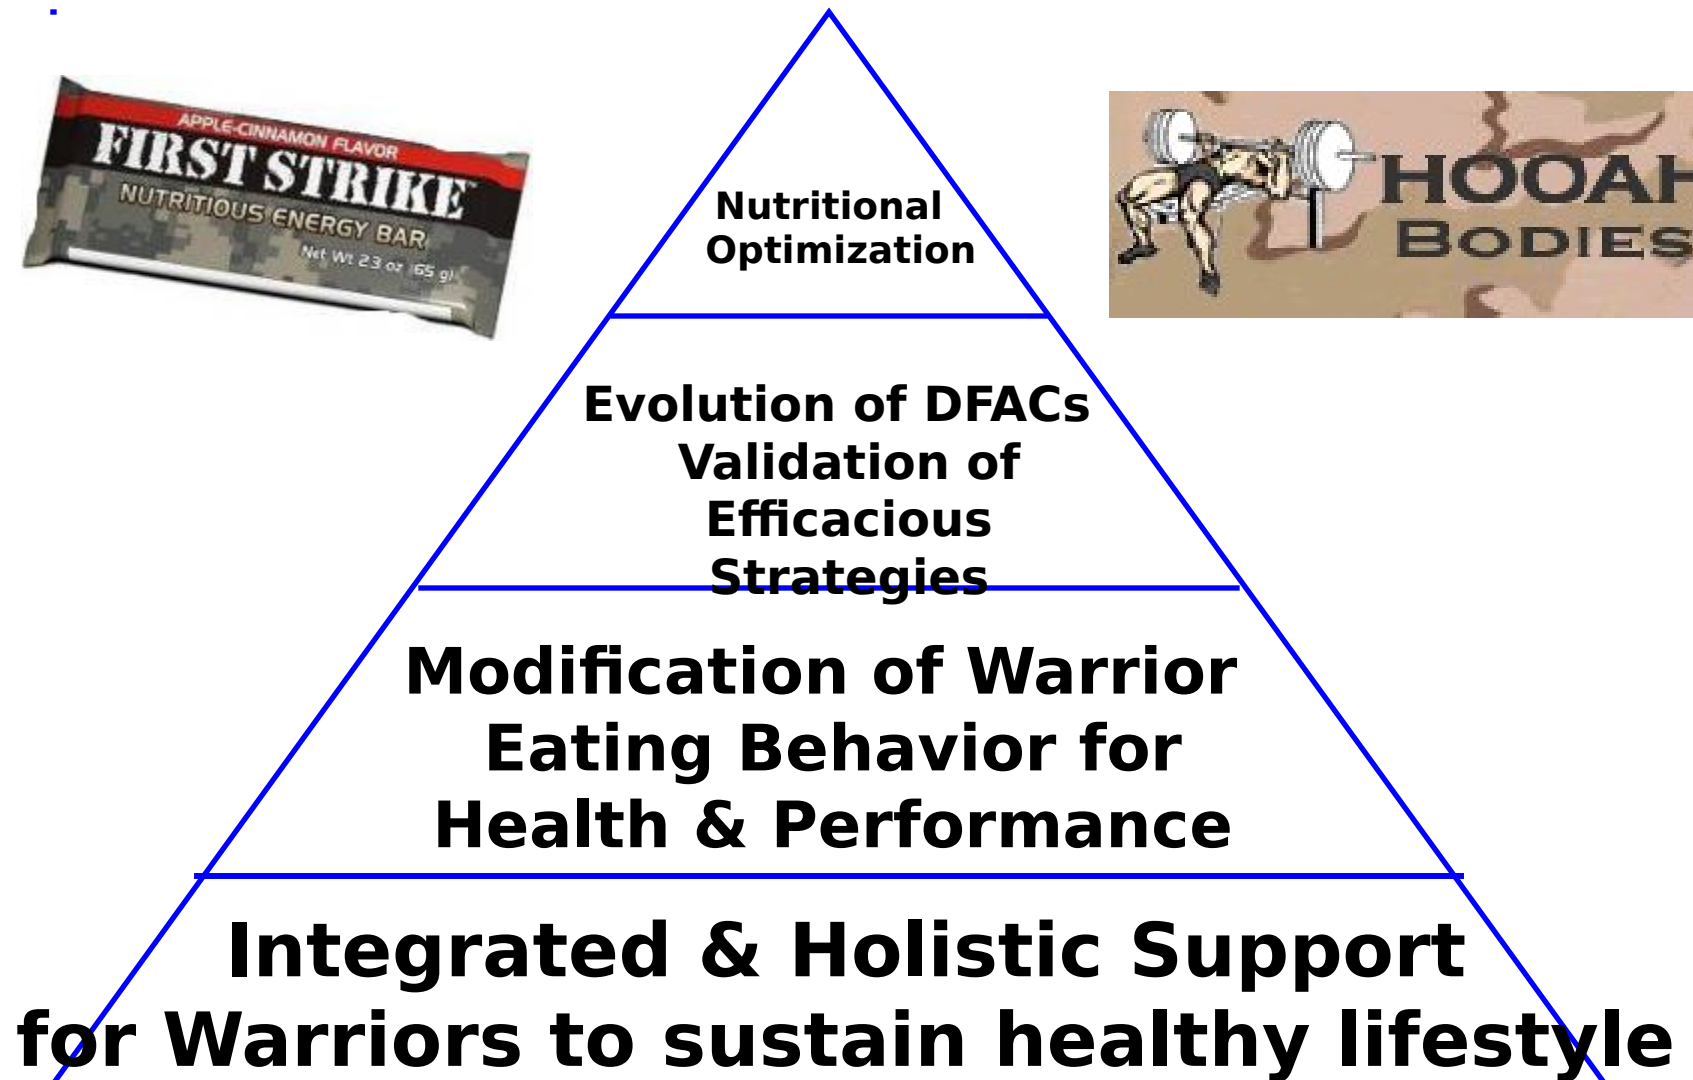 APPLE-CINNAMON FLAVOR
FIRST STRIKE
NUTRITIOUS ENERGY BAR
Net Wt 2.3 oz (65 g)
HOOAH
BODIES
Nutritional
Optimization
Evolution of DFACs
Validation of
Efficacious
Strategies
Modification of Warrior
Eating Behavior for
Health & Performance
Integrated & Holistic Support
for Warriors to sustain healthy lifestyle